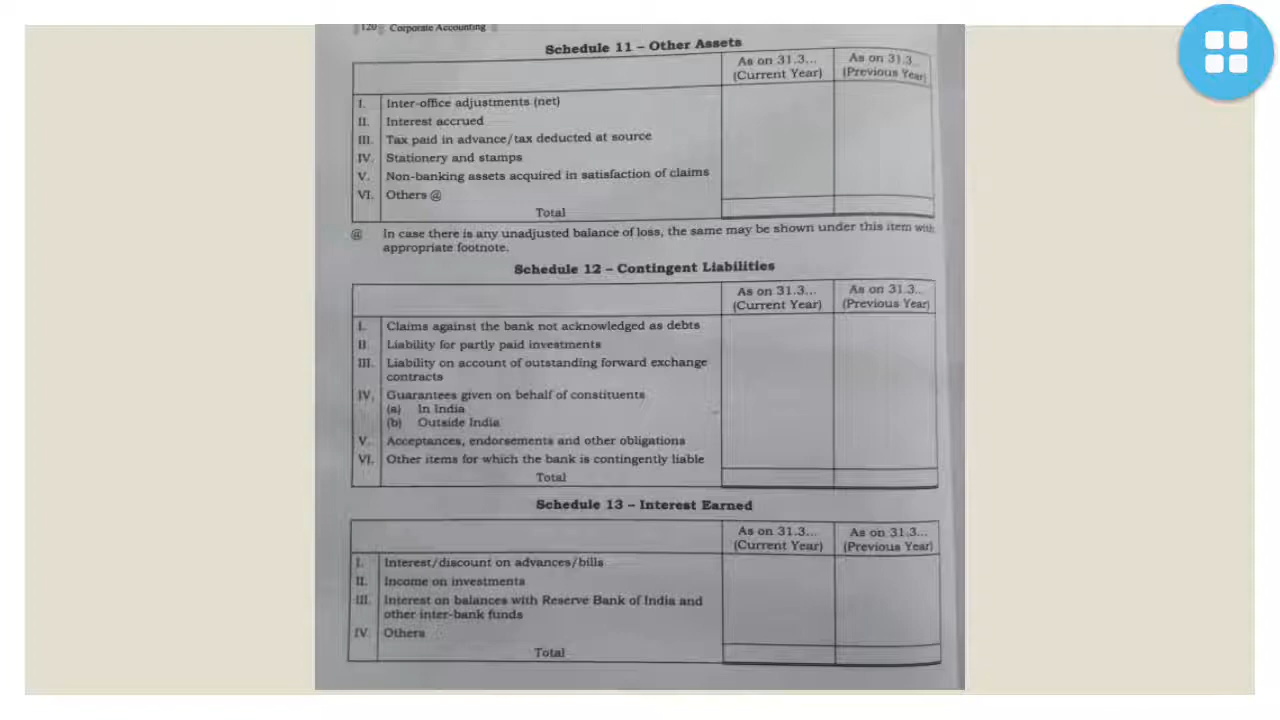 120 Corporate Accounting
Schedule 11 – Other Assets
As on 31.3... As on 31.3...
(Current Year) (Previous Year)
I. Inter-office adjustments (net)
II. Interest accrued
III. Tax paid in advance/tax deducted at source
IV. Stationery and stamps
V. Non-banking assets acquired in satisfaction of claims
VI. Others @
Total
@ In case there is any unadjusted balance of loss, the same may be shown under this item with
appropriate footnote.
Schedule 12 – Contingent Liabilities
As on 31.3... As on 31.3...
(Current Year) (Previous Year)
I. Claims against the bank not acknowledged as debts
II Liability for partly paid investments
III. Liability on account of outstanding forward exchange
contracts
IV. Guarantees given on behalf of constituents
(a) In India
(b) Outside India
V. Acceptances, endorsements and other obligations
VI. Other items for which the bank is contingently liable
Total
Schedule 13 – Interest Earned
As on 31.3... As on 31.3...
(Current Year) (Previous Year)
I. Interest/discount on advances/bills
II. Income on investments
III. Interest on balances with Reserve Bank of India and
other inter-bank funds
IV. Others
Total